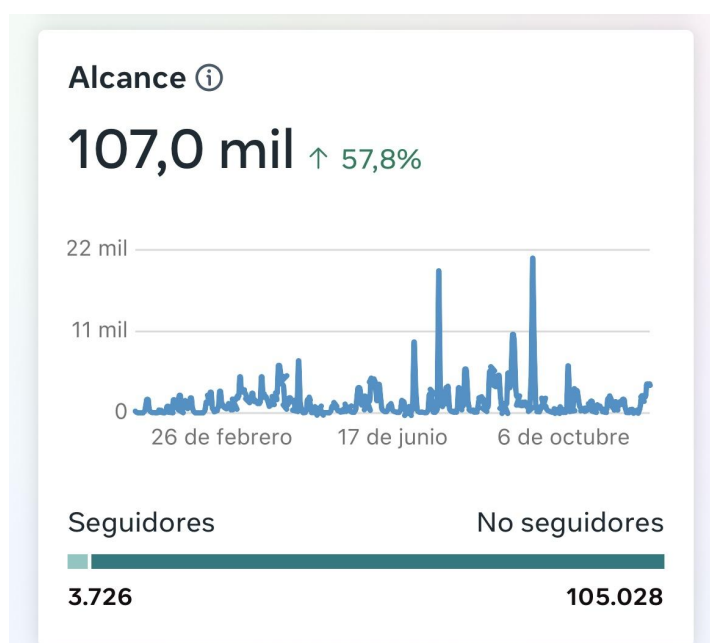 Alcance
107,0 mil ↑ 57,8%
22 mil
11 mil
0
26 de febrero 17 de junio 6 de octubre
Seguidores No seguidores
3.726 105.028